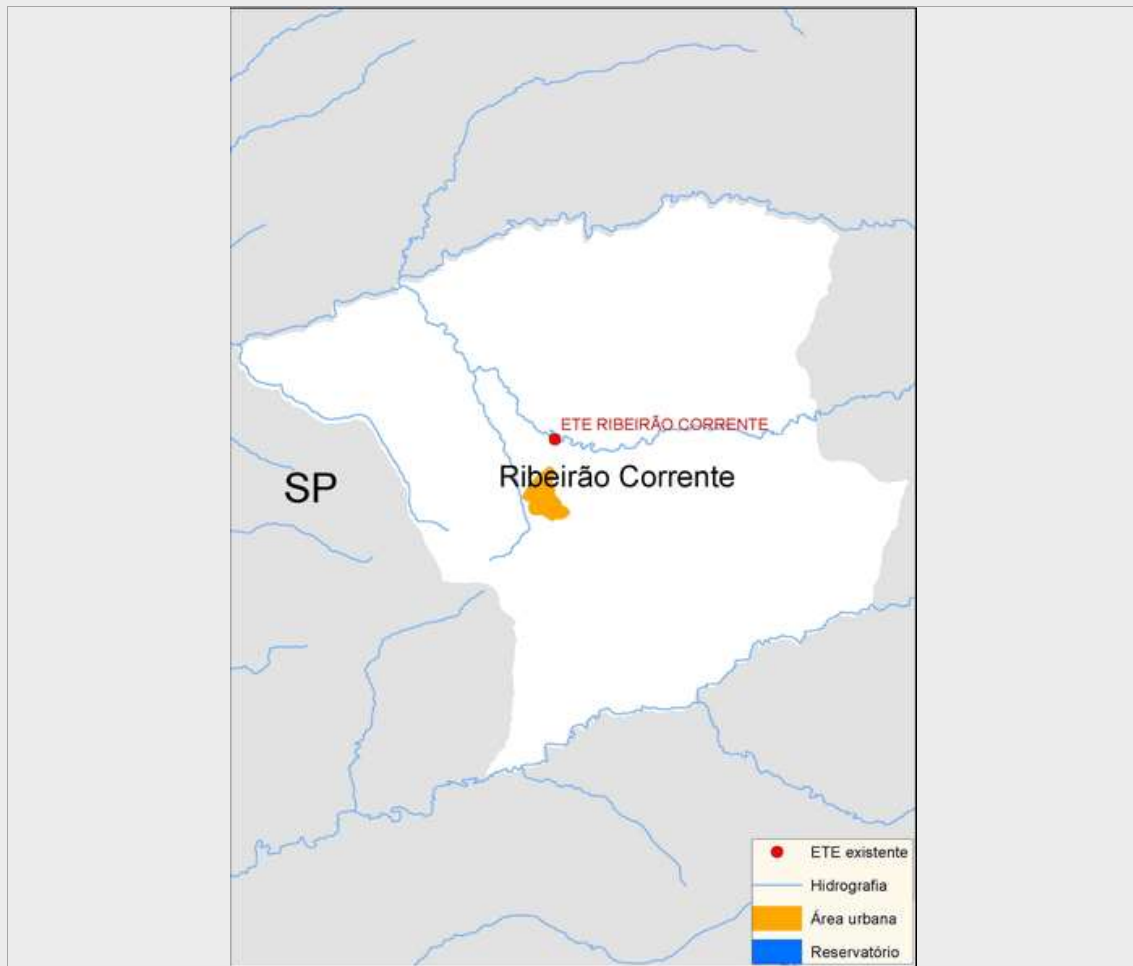 ETE RIBEIRÃO CORRENTE
Ribeirão Corrente
SP
ETE existente
Hidrografia
Área urbana
Reservatório